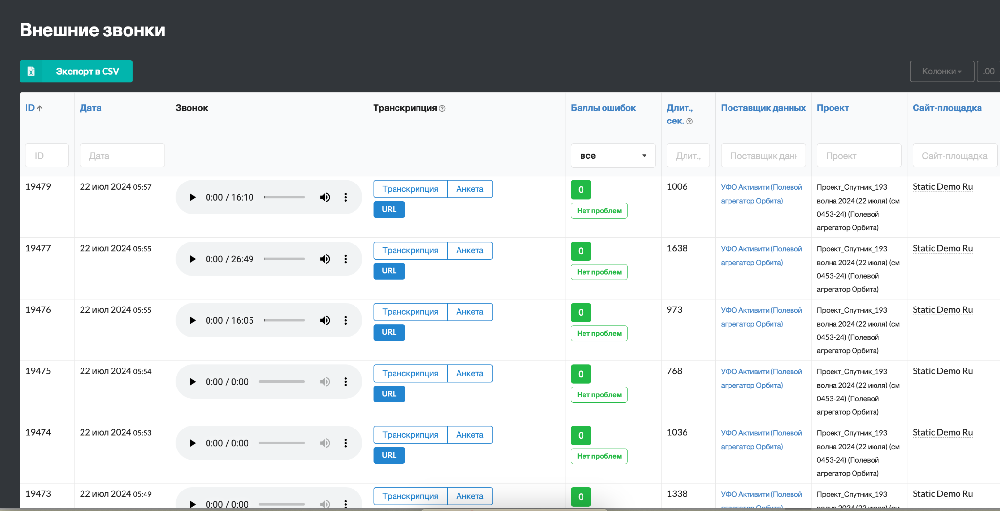 Внешние звонки
Экспорт в CSV
Колонки
.00
ID
Дата
Звонок
Транскрипция
Баллы ошибок
Длит.,
сек.
Поставщик данных
Проект
Сайт-площадка
ID
Дата
все
Длит.,
Поставщик данн
Проект
Сайт-площадка
19479
22 июл 2024 05:57
0:00 / 16:10
Транскрипция
Анкета
URL
0
Нет проблем
1006
УФО Активити (Полевой
агрегатор Орбита)
Проект_Спутник_193
волна 2024 (22 июля) (см
0453-24) (Полевой
агрегатор Орбита)
Static Demo Ru
19477
22 июл 2024 05:55
0:00 / 26:49
Транскрипция
Анкета
URL
0
Нет проблем
1638
УФО Активити (Полевой
агрегатор Орбита)
Проект_Спутник_193
волна 2024 (22 июля) (см
0453-24) (Полевой
агрегатор Орбита)
Static Demo Ru
19476
22 июл 2024 05:55
0:00 / 16:05
Транскрипция
Анкета
URL
0
Нет проблем
973
УФО Активити (Полевой
агрегатор Орбита)
Проект_Спутник_193
волна 2024 (22 июля) (см
0453-24) (Полевой
агрегатор Орбита)
Static Demo Ru
19475
22 июл 2024 05:54
0:00 / 0:00
Транскрипция
Анкета
URL
0
Нет проблем
768
УФО Активити (Полевой
агрегатор Орбита)
Проект_Спутник_193
волна 2024 (22 июля) (см
0453-24) (Полевой
агрегатор Орбита)
Static Demo Ru
19474
22 июл 2024 05:53
0:00 / 0:00
Транскрипция
Анкета
URL
0
Нет проблем
1036
УФО Активити (Полевой
агрегатор Орбита)
Проект_Спутник_193
волна 2024 (22 июля) (см
0453-24) (Полевой
агрегатор Орбита)
Static Demo Ru
19473
22 июл 2024 05:49
0:00 / 0:00
Транскрипция
Анкета
0
1338
УФО Активити (Полевой
агрегатор Орбита)
Проект_Спутник_193
волна 2024 (22 июля) (см
Static Demo Ru